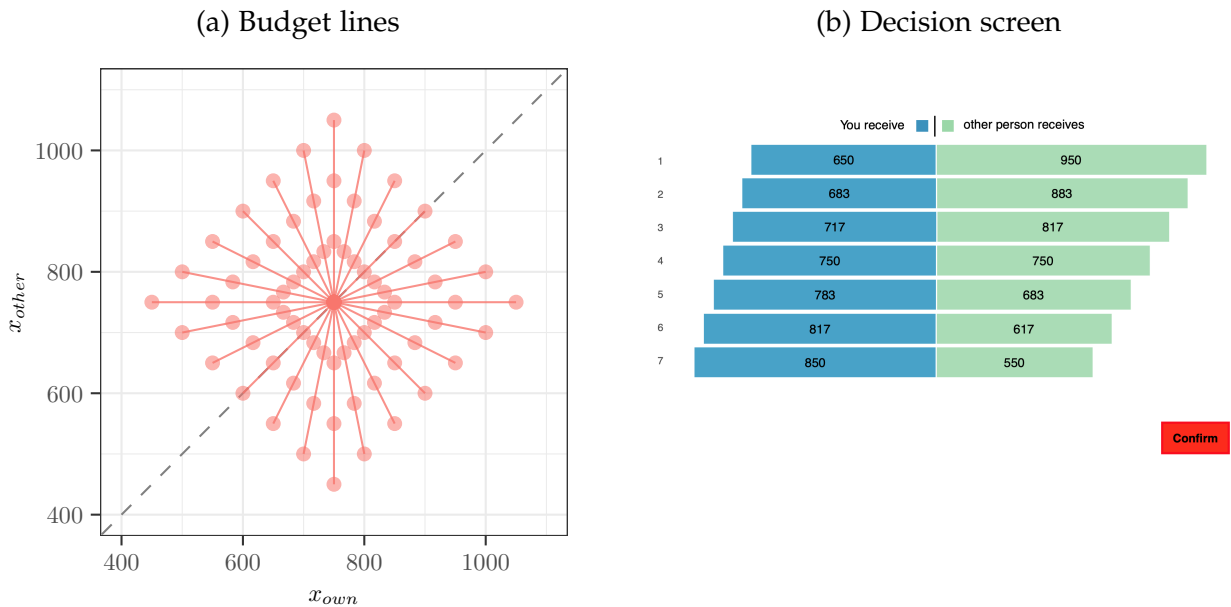 (a) Budget lines
1000
800
600
400
x_other
400 600 800 1000
x_own
(b) Decision screen
You receive other person receives
1 650 950
2 683 883
3 717 817
4 750 750
5 783 683
6 817 617
7 850 550
Confirm